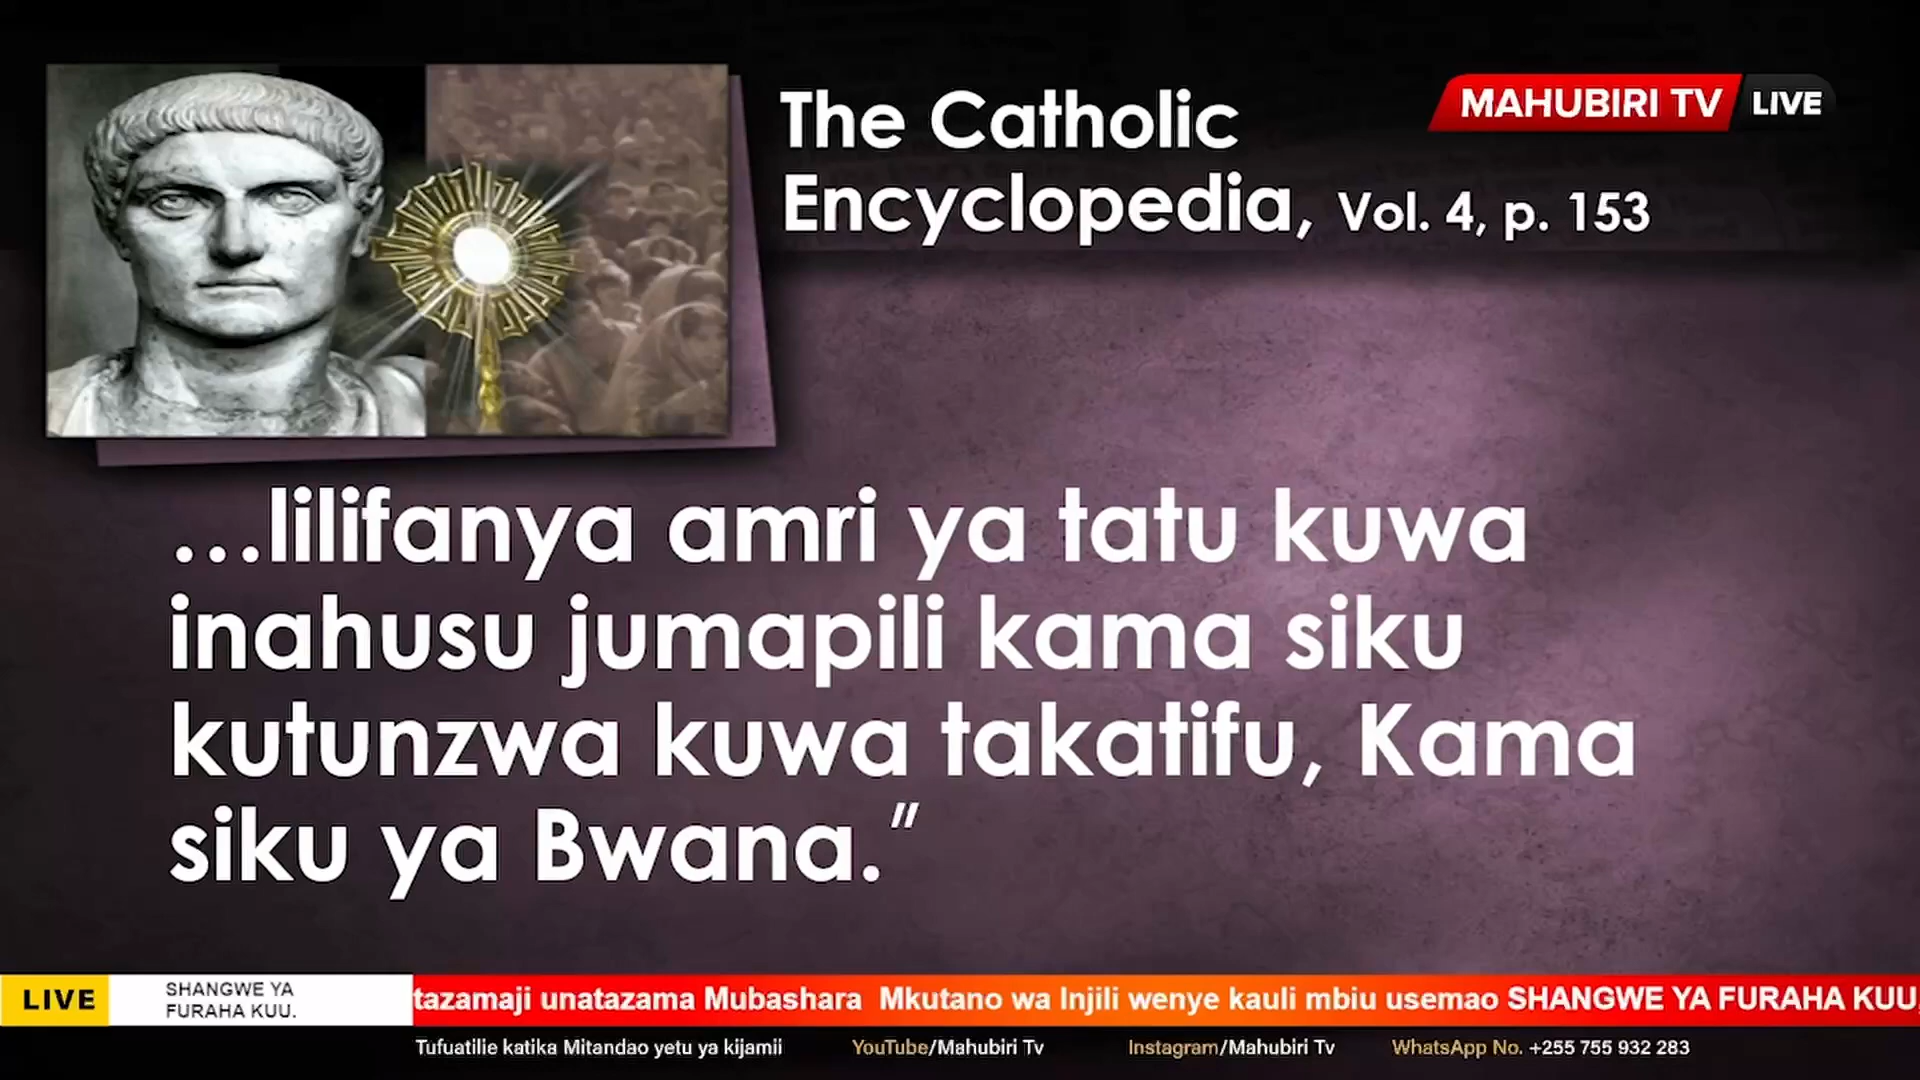 The Catholic
Encyclopedia, Vol. 4, p. 153
MAHUBIRI TV LIVE
...lilifanya amri ya tatu kuwa
inahusu jumapili kama siku
kutunzwa kuwa takatifu, Kama
siku ya Bwana.”
LIVE
SHANGWE YA
FURAHA KUU.
tazamaji unatazama Mubashara Mkutano wa Injili wenye kauli mbiu usemao SHANGWE YA FURAHA KUU.
Tufuatilie katika Mitandao yetu ya kijamii YouTube/Mahubiri Tv Instagram/Mahubiri Tv WhatsApp No. +255 755 932 283